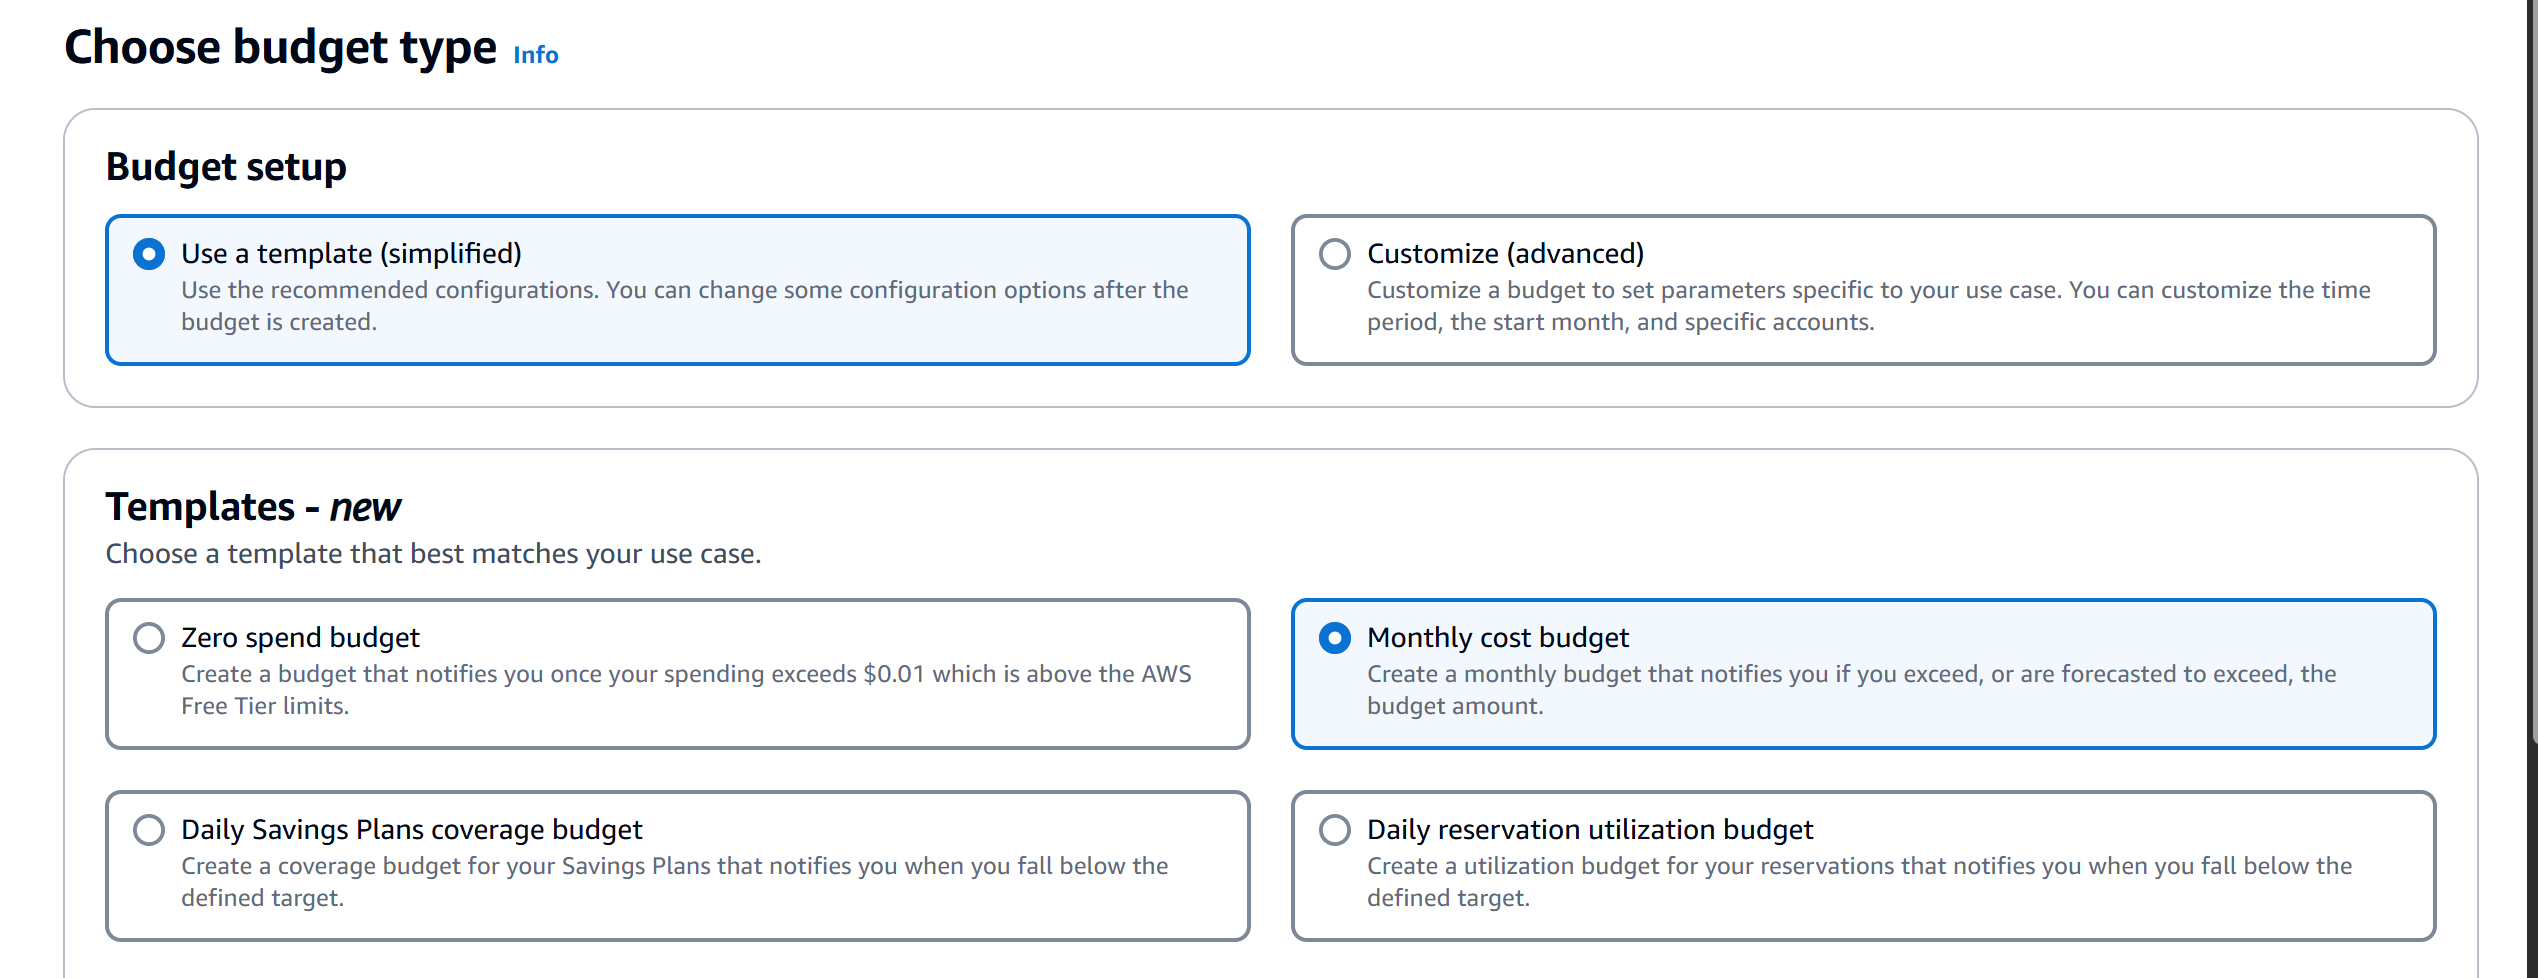 Choose budget type Info
Budget setup
Use a template (simplified)
Use the recommended configurations. You can change some configuration options after the
budget is created.
Customize (advanced)
Customize a budget to set parameters specific to your use case. You can customize the time
period, the start month, and specific accounts.
Templates - new
Choose a template that best matches your use case.
Zero spend budget
Create a budget that notifies you once your spending exceeds $0.01 which is above the AWS
Free Tier limits.
Monthly cost budget
Create a monthly budget that notifies you if you exceed, or are forecasted to exceed, the
budget amount.
Daily Savings Plans coverage budget
Create a coverage budget for your Savings Plans that notifies you when you fall below the
defined target.
Daily reservation utilization budget
Create a utilization budget for your reservations that notifies you when you fall below the
defined target.